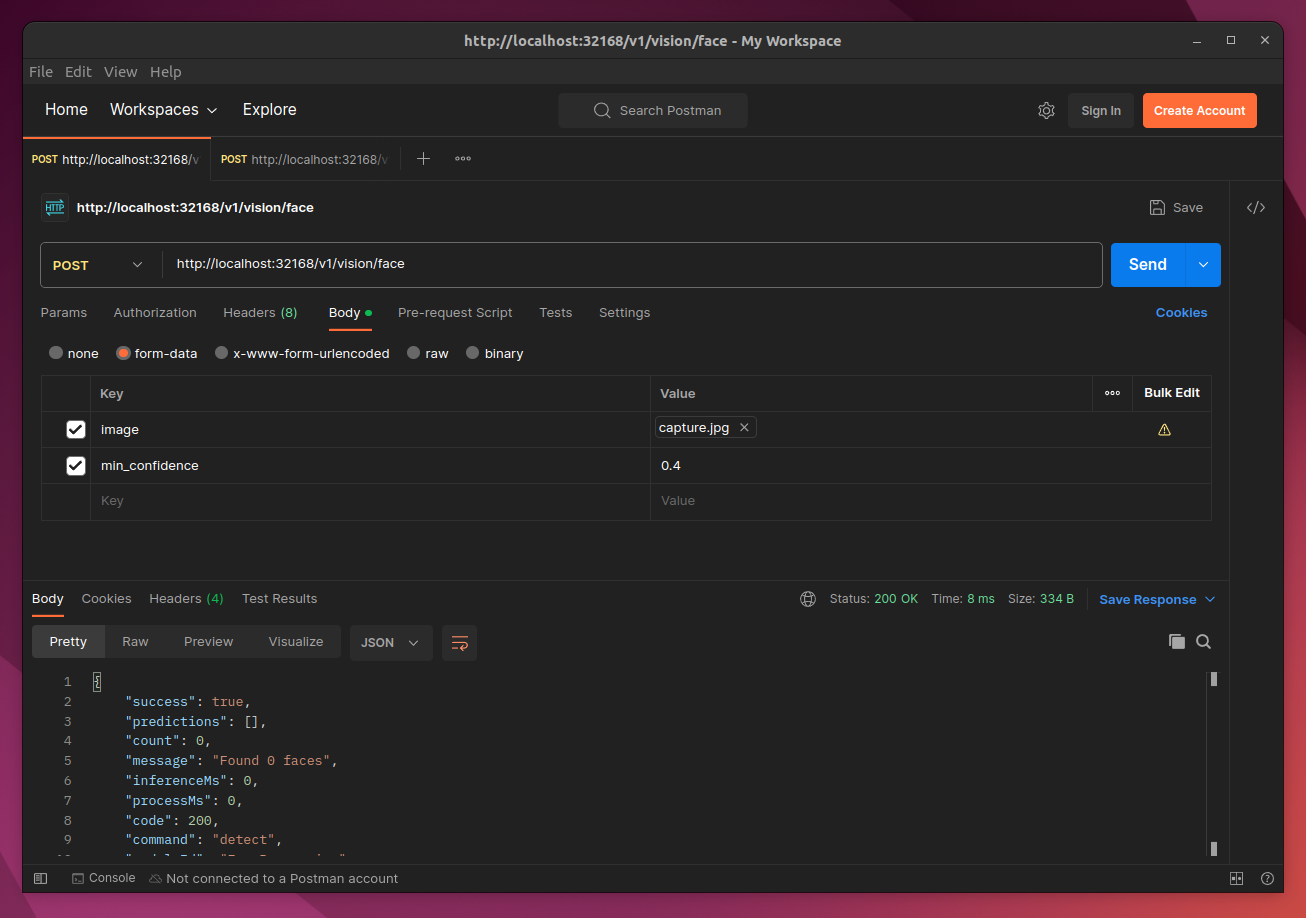 http://localhost:32168/v1/vision/face - My Workspace
File Edit View Help
Home Workspaces Explore Search Postman Sign In Create Account
POST http://localhost:32168/v POST http://localhost:32168/v
HTTP http://localhost:32168/v1/vision/face Save
POST http://localhost:32168/v1/vision/face Send
Params Authorization Headers (8) Body Pre-request Script Tests Settings Cookies
none form-data x-www-form-urlencoded raw binary
Key Value Bulk Edit
image capture.jpg
min_confidence 0.4
Key Value
Body Cookies Headers (4) Test Results Status: 200 OK Time: 8 ms Size: 334 B Save Response
Pretty Raw Preview Visualize JSON
1 {
2 "success": true,
3 "predictions": [],
4 "count": 0,
5 "message": "Found 0 faces",
6 "inferenceMs": 0,
7 "processMs": 0,
8 "code": 200,
9 "command": "detect",
Console Not connected to a Postman account